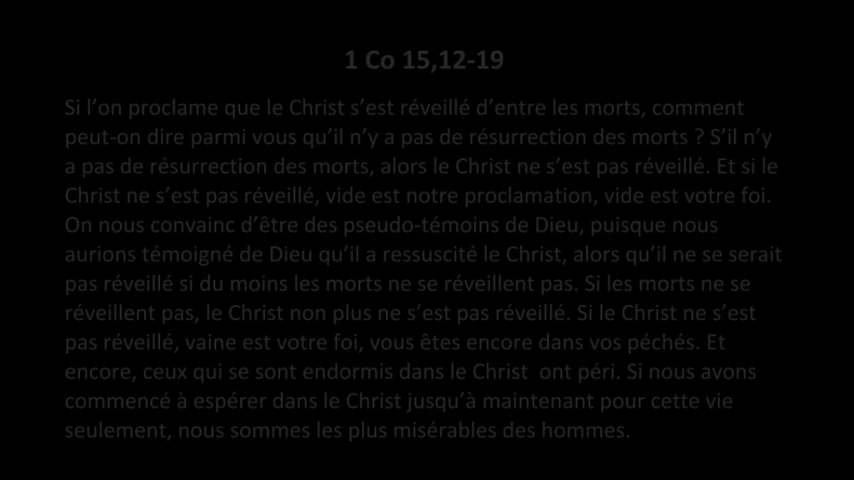 1 Co 15,12-19
Si l’on proclame que le Christ s’est réveillé d’entre les morts, comment
peut-on dire parmi vous qu’il n’y a pas de résurrection des morts ? S’il n’y
a pas de résurrection des morts, alors le Christ ne s’est pas réveillé. Et si le
Christ ne s’est pas réveillé, vide est notre proclamation, vide est votre foi.
On nous convainc d’être des pseudo-témoins de Dieu, puisque nous
aurions témoigné de Dieu qu’il a ressuscité le Christ, alors qu’il ne se serait
pas réveillé si du moins les morts ne se réveillent pas. Si les morts ne se
réveillent pas, le Christ non plus ne s’est pas réveillé. Si le Christ ne s’est
pas réveillé, vaine est votre foi, vous êtes encore dans vos péchés. Et
encore, ceux qui se sont endormis dans le Christ  ont péri. Si nous avons
commencé à espérer dans le Christ jusqu’à maintenant pour cette vie
seulement, nous sommes les plus misérables des hommes.